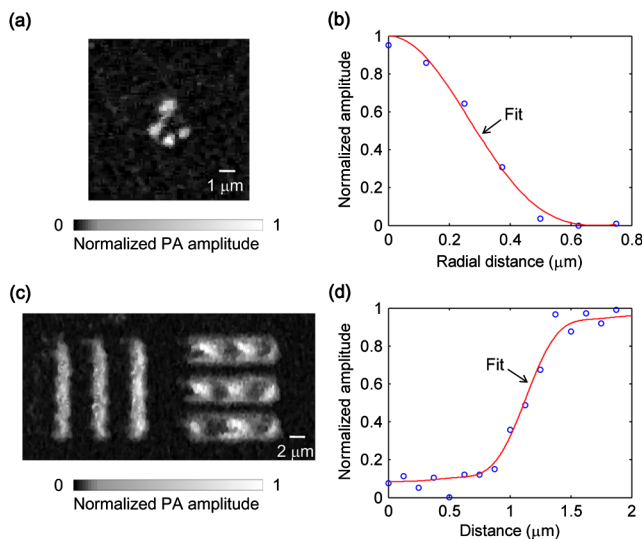 (a)
1 μm
0
1
Normalized PA amplitude
(b)
Normalized amplitude
1
0.8
0.6
0.4
0.2
0
Fit
0
0.2
0.4
0.6
0.8
Radial distance (μm)
(c)
2 μm
0
1
Normalized PA amplitude
(d)
Normalized amplitude
1
0.8
0.6
0.4
0.2
0
Fit
0
0.5
1
1.5
2
Distance (μm)